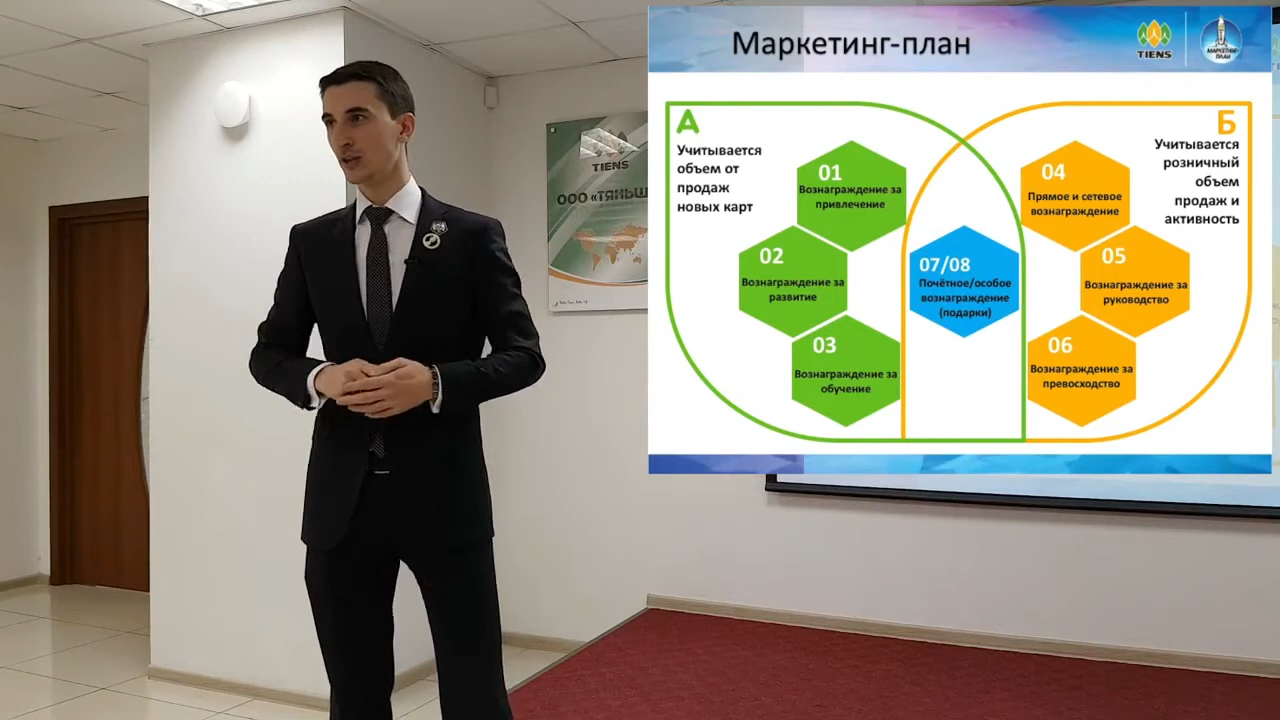 Маркетинг-план
TIENS
МАРКЕТИНГ-
ПЛАН
А
Учитывается
объем от
продаж
новых карт
01
Вознаграждение за
привлечение
02
Вознаграждение за
развитие
03
Вознаграждение за
обучение
07/08
Почётное/особое
вознаграждение
(подарки)
04
Прямое и сетевое
вознаграждение
05
Вознаграждение за
руководство
06
Вознаграждение за
превосходство
Б
Учитывается
розничный
объем
продаж и
активность
TIENS
ООО «ТЯНЬШ